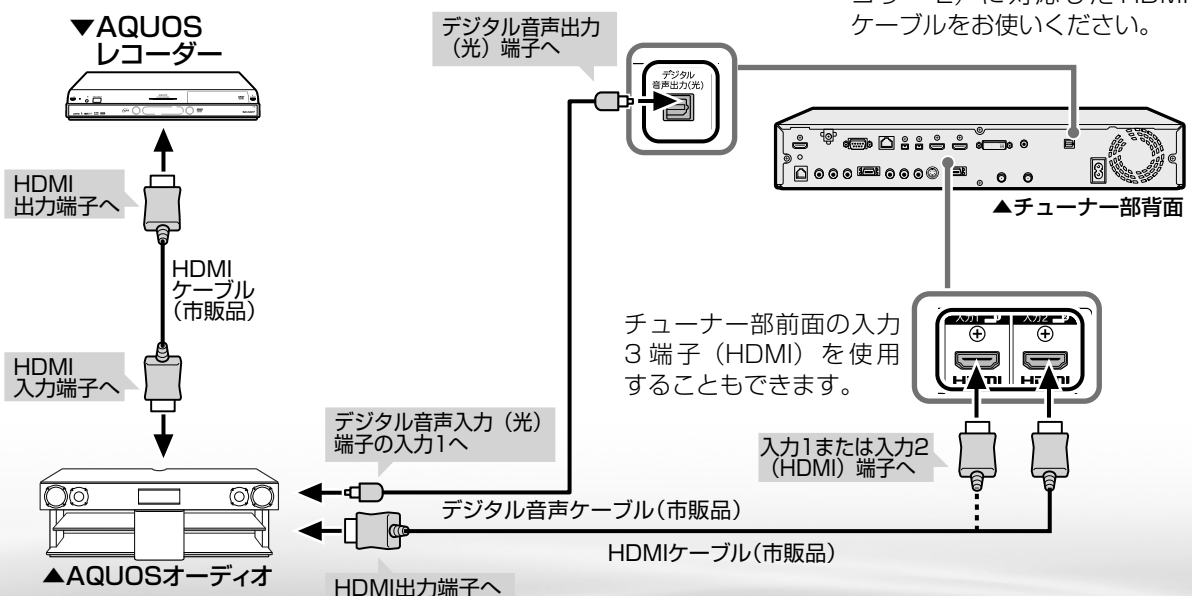 ケーブルをお使いください。
▼AQUOS
レコーダー
デジタル音声出力
（光）端子へ
デジタル
音声出力(光)
▲チューナー部背面
HDMI
出力端子へ
HDMI
ケーブル
（市販品）
HDMI
入力端子へ
チューナー部前面の入力
3 端子（HDMI）を使用
することもできます。
入力1
入力2
HDMI
HDMI
デジタル音声入力（光）
端子の入力1へ
入力1または入力2
（HDMI）端子へ
デジタル音声ケーブル（市販品）
HDMIケーブル（市販品）
▲AQUOSオーディオ
HDMI出力端子へ